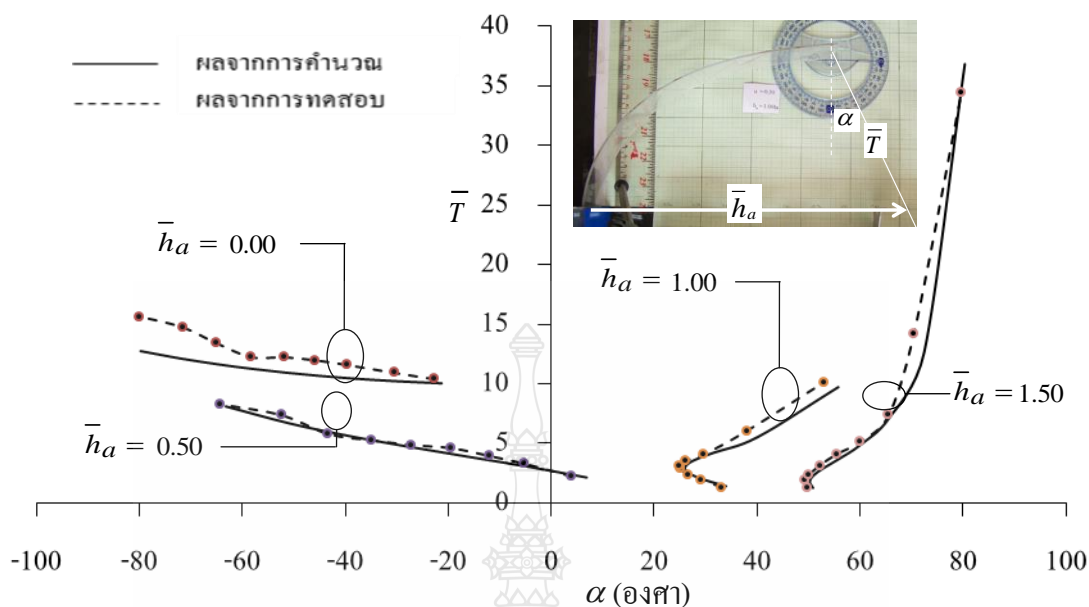 ผลจากการคำนวณ
ผลจากการทดสอบ
40
35
30
25
20
15
10
5
0
T̅
α
T̅
h̅a
h̅a = 0.00
h̅a = 0.50
h̅a = 1.00
h̅a = 1.50
-100
-80
-60
-40
-20
0
20
40
60
80
100
α (องศา)